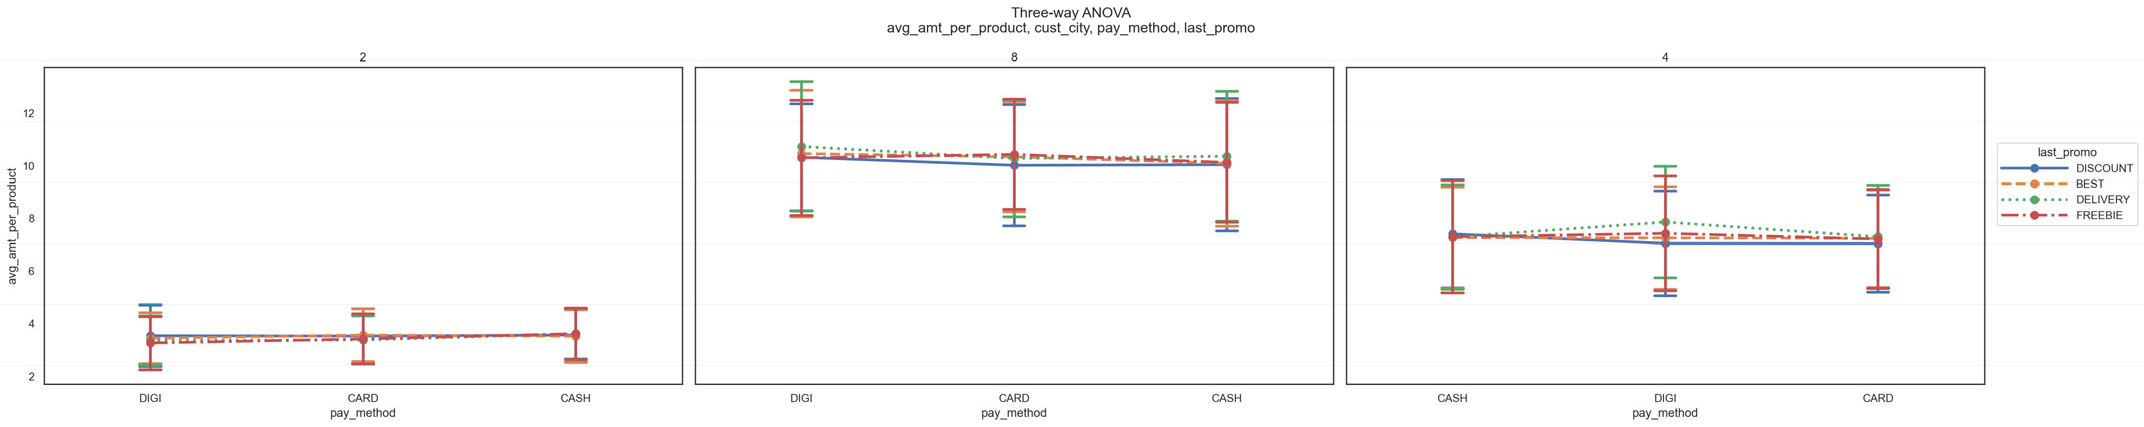 Three-way ANOVA
avg_amt_per_product, cust_city, pay_method, last_promo
2
8
4
avg_amt_per_product
12
10
8
6
4
2
DIGI CARD CASH
pay_method
DIGI CARD CASH
pay_method
CASH DIGI CARD
pay_method
last_promo
DISCOUNT
BEST
DELIVERY
FREEBIE